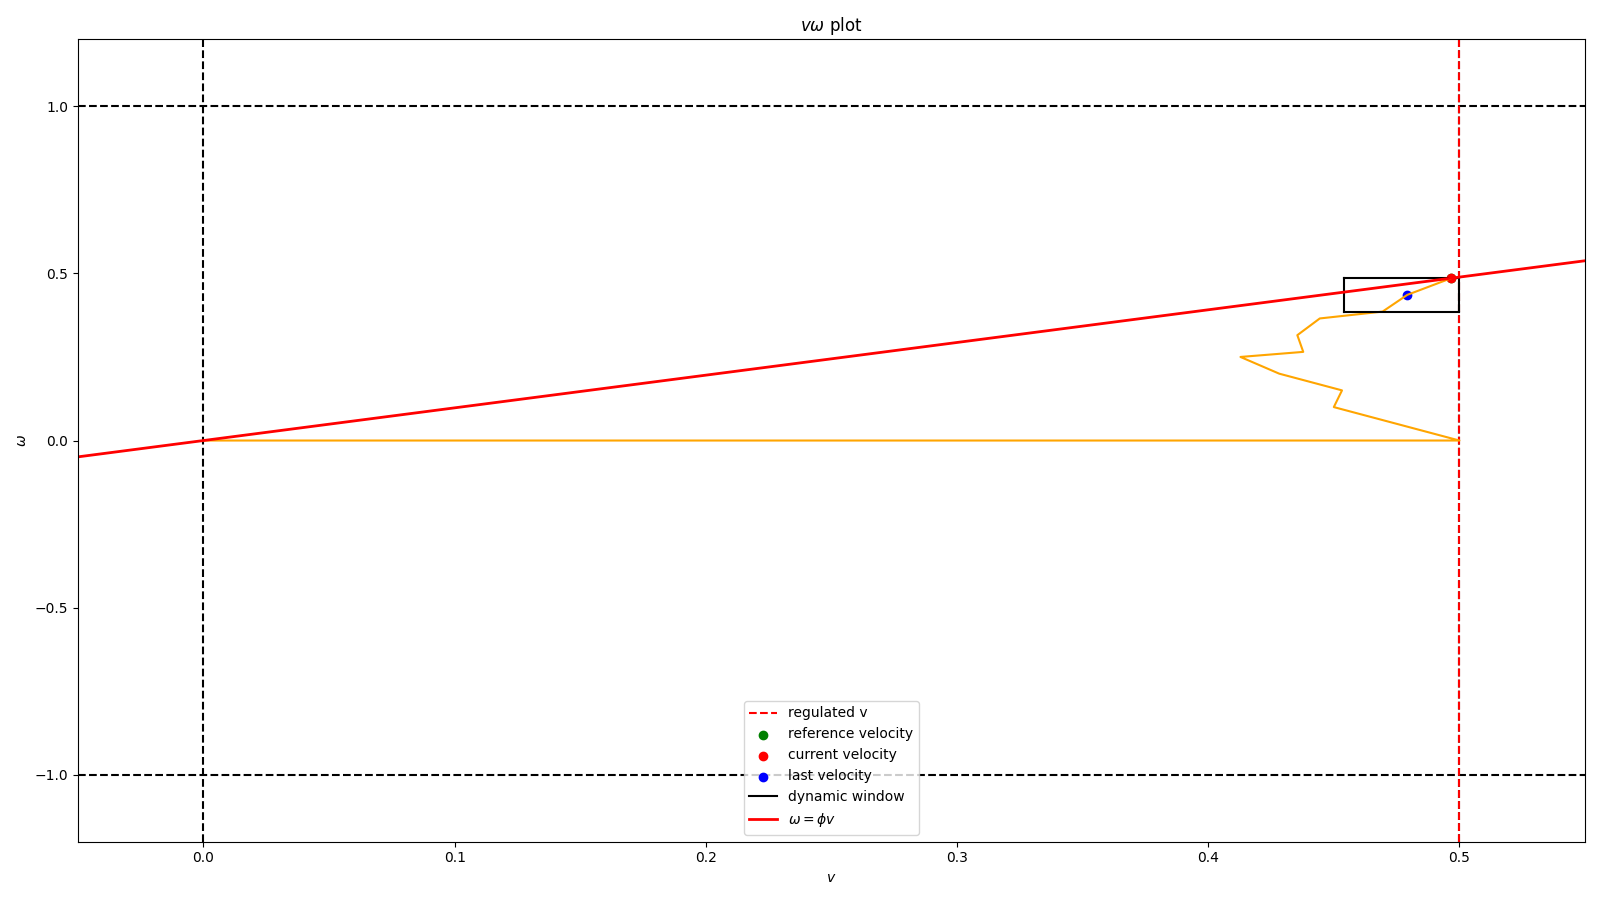 vω plot
1.0
0.5
0.0
−0.5
−1.0
ω
0.0
0.1
0.2
0.3
0.4
0.5
v
regulated v
reference velocity
current velocity
last velocity
dynamic window
ω = ϕv